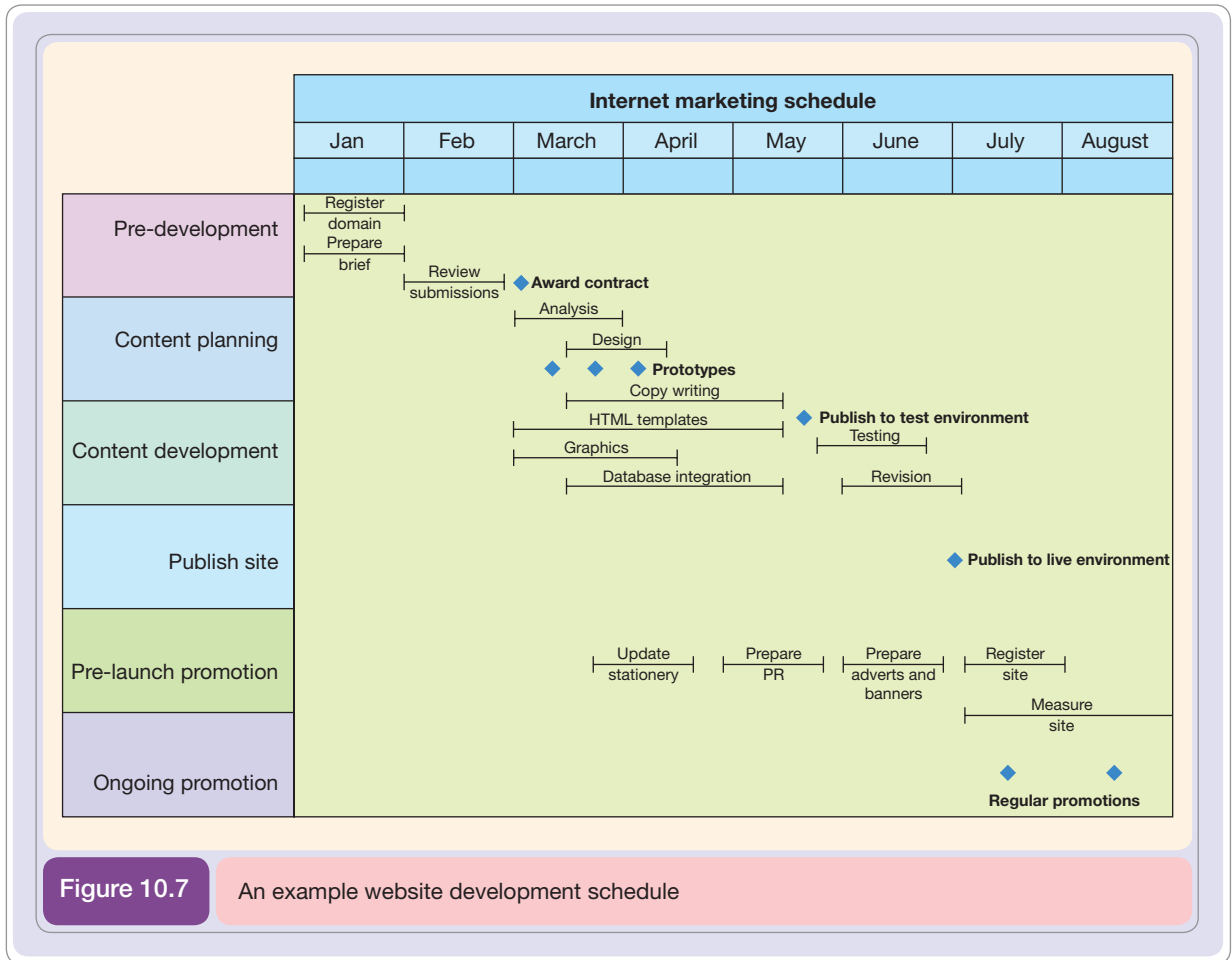 Internet marketing schedule
Jan Feb March April May June July August
Pre-development
Register
domain
Prepare
brief
Review
submissions
Award contract
Content planning
Analysis
Design
Prototypes
Copy writing
Content development
HTML templates
Publish to test environment
Testing
Graphics
Database integration
Revision
Publish site
Publish to live environment
Pre-launch promotion
Update
stationery
Prepare
PR
Prepare
adverts and
banners
Register
site
Measure
site
Ongoing promotion
Regular promotions
Figure 10.7
An example website development schedule